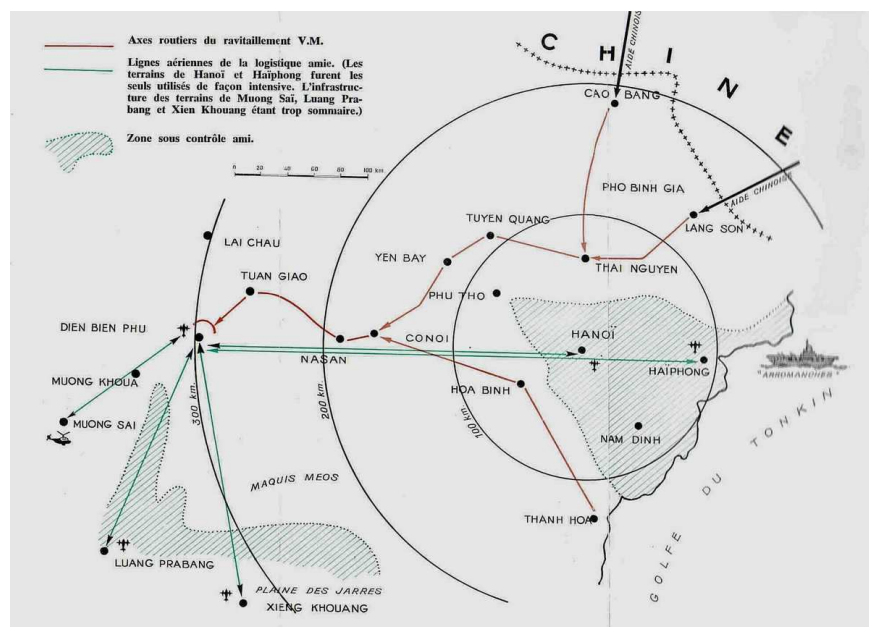 Axes routiers du ravitaillement V.M.
Lignes aériennes de la logistique amie. (Les
terrains de Hanoï et Haïphong furent les
seuls utilisés de façon intensive. L'infrastruc-
ture des terrains de Muong Saï, Luang Pra-
bang et Xien Khouang étant trop sommaire.)
Zone sous contrôle ami.
0 20 40 60 80 100 km
CHINE
AIDE CHINOISE
CAO BANG
AIDE CHINOISE
PHO BINH GIA
LANG SON
TUYEN QUANG
YEN BAY
THAI NGUYEN
LAI CHAU
TUAN GIAO
PHU THO
DIEN BIEN PHU
CONOI
HANOÏ
NASAN
HAÏPHONG
"ARROMANCHES"
MUONG KHOUA
HOA BINH
300 km.
200 km.
100 km
MUONG SAI
NAM DINH
GOLFE DU TONKIN
MAQUIS MEOS
THANH HOA
LUANG PRABANG
PLAINE DES JARRES
XIENG KHOUANG